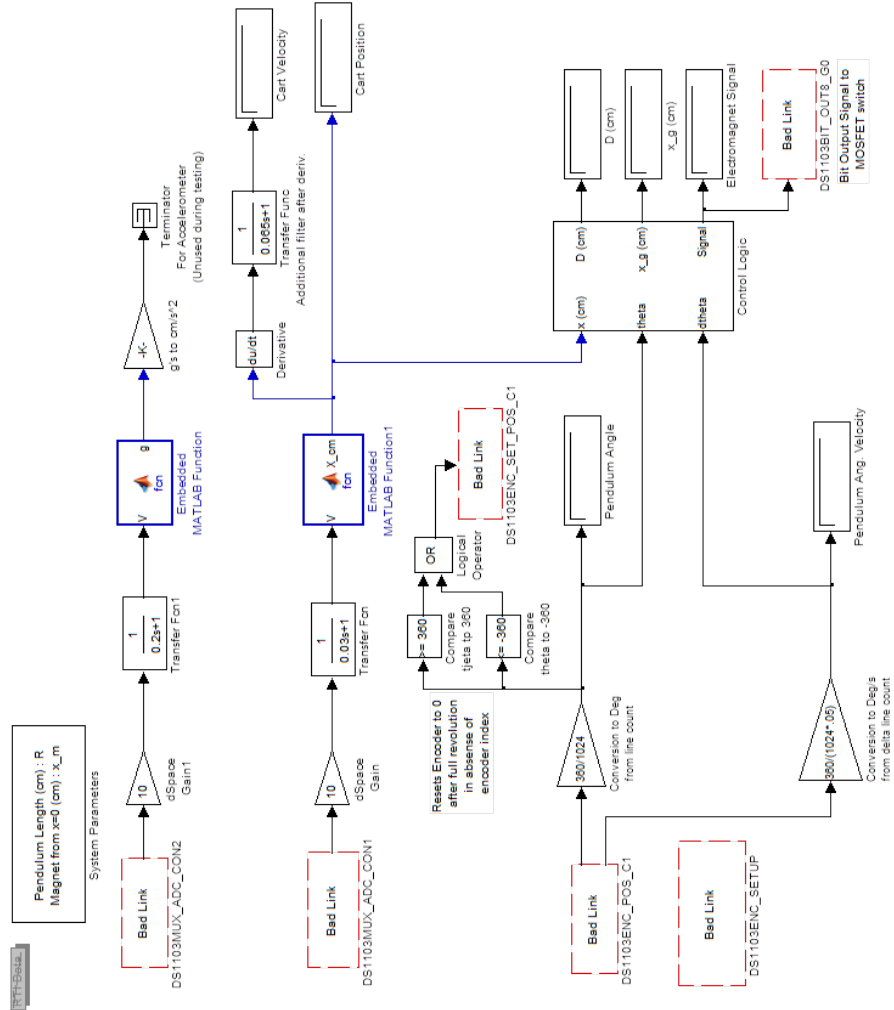 RTI Data
Pendulum Length (cm) : R
Magnet from x=0 (cm) : x_m
System Parameters
Bad Link
DS1103MUX_ADC_CON2
10
dSpace
Gain1
1
0.2s+1
Transfer Fcn1
V
g
fcn
Embedded
MATLAB Function
-K-
g's to cm/s^2
Terminator
For Accelerometer
(Unused during testing)
Bad Link
DS1103MUX_ADC_CON1
10
dSpace
Gain
1
0.03s+1
Transfer Fcn
V
X_cm
fcn
Embedded
MATLAB Function1
du/dt
Derivative
1
0.065s+1
Transfer Func
Additional filter after deriv.
Cart Velocity
Cart Position
Resets Encoder to 0
after full revolution
in absense of
encoder index
>= 360
Compare
tjeta tp 360
<= -360
Compare
theta to -360
OR
Logical
Operator
Bad Link
DS1103ENC_SET_POS_C1
Bad Link
DS1103ENC_POS_C1
360/1024
Conversion to Deg
from line count
Pendulum Angle
Bad Link
DS1103ENC_SETUP
360/(1024*.05)
Conversion to Deg/s
from delta line count
Pendulum Ang. Velocity
x (cm)
theta
dtheta
D (cm)
x_g (cm)
Signal
Control Logic
D (cm)
x_g (cm)
Electromagnet Signal
Bad Link
DS1103BIT_OUT8_G0
Bit Output Signal to
MOSFET switch